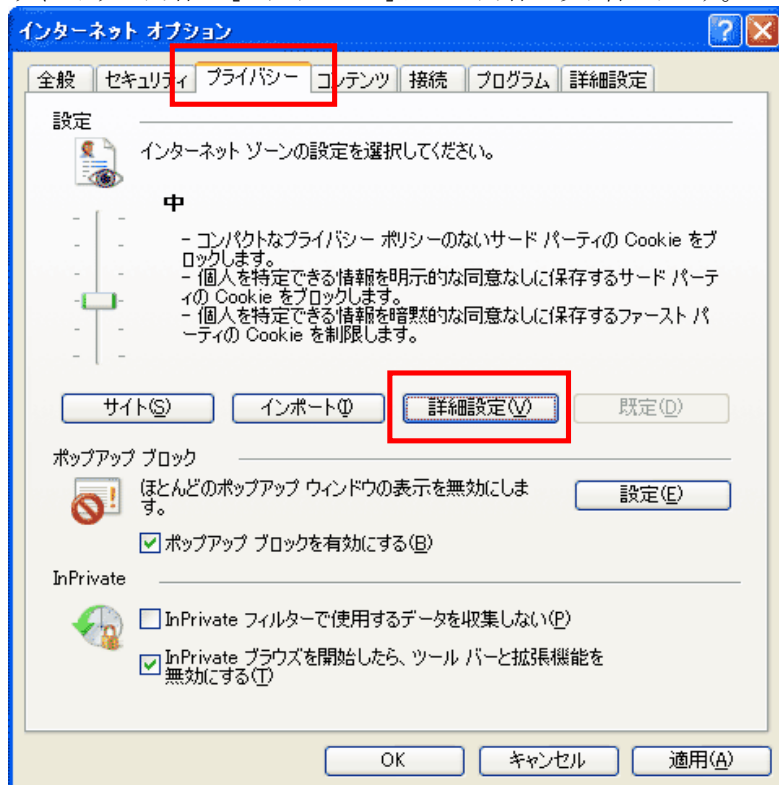 インターネット オプション
全般 セキュリティ プライバシー コンテンツ 接続 プログラム 詳細設定
設定
インターネット ゾーンの設定を選択してください。
中
- コンパクトなプライバシー ポリシーのないサード パーティの Cookie をブ
ロックします。
- 個人を特定できる情報を明示的な同意なしに保存するサード パーテ
ィの Cookie をブロックします。
- 個人を特定できる情報を暗黙的な同意なしに保存するファースト パ
ーティの Cookie を制限します。
サイト(S) インポート(I) 詳細設定(V) 既定(D)
ポップアップ ブロック
ほとんどのポップアップ ウィンドウの表示を無効にしま
す。
設定(E)
ポップアップ ブロックを有効にする(B)
InPrivate
InPrivate フィルターで使用するデータを収集しない(P)
InPrivate ブラウズを開始したら、ツール バーと拡張機能を
無効にする(T)
OK キャンセル 適用(A)